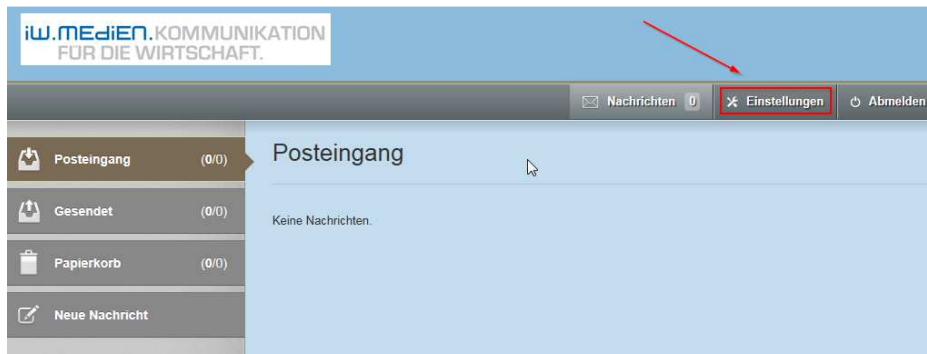 iW.MEdiEN.KOMMUNIKATION
FÜR DIE WIRTSCHAFT.
Nachrichten 0
Einstellungen
Abmelden
Posteingang (0/0)
Posteingang
Gesendet (0/0)
Keine Nachrichten.
Papierkorb (0/0)
Neue Nachricht